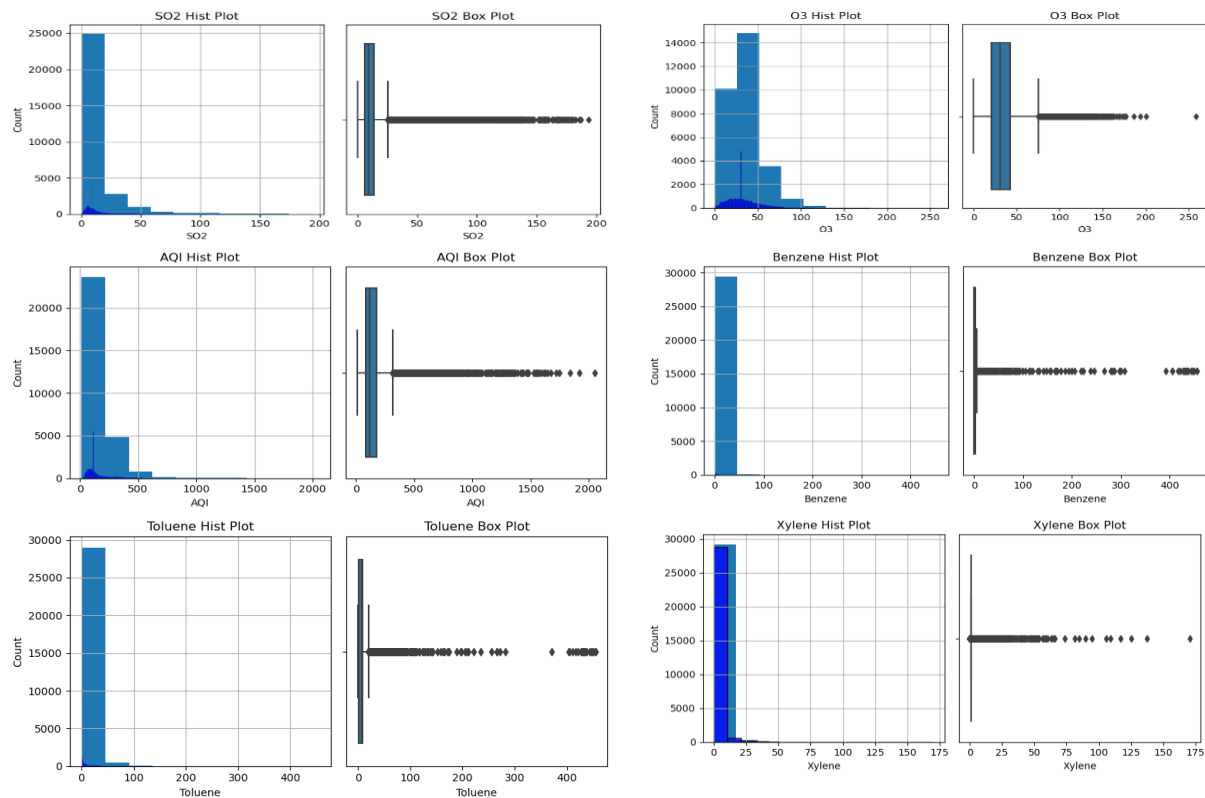 SO2 Hist Plot
25000
20000
15000
10000
5000
0
Count
0 50 100 150 200
SO2
SO2 Box Plot
0 50 100 150 200
SO2
O3 Hist Plot
14000
12000
10000
8000
6000
4000
2000
0
Count
0 50 100 150 200 250
O3
O3 Box Plot
0 50 100 150 200 250
O3
AQI Hist Plot
20000
15000
10000
5000
0
Count
0 500 1000 1500 2000
AQI
AQI Box Plot
0 500 1000 1500 2000
AQI
Benzene Hist Plot
30000
25000
20000
15000
10000
5000
0
Count
0 100 200 300 400
Benzene
Benzene Box Plot
0 100 200 300 400
Benzene
Toluene Hist Plot
30000
25000
20000
15000
10000
5000
0
Count
0 100 200 300 400
Toluene
Toluene Box Plot
0 100 200 300 400
Toluene
Xylene Hist Plot
30000
25000
20000
15000
10000
5000
0
Count
0 25 50 75 100 125 150 175
Xylene
Xylene Box Plot
0 25 50 75 100 125 150 175
Xylene